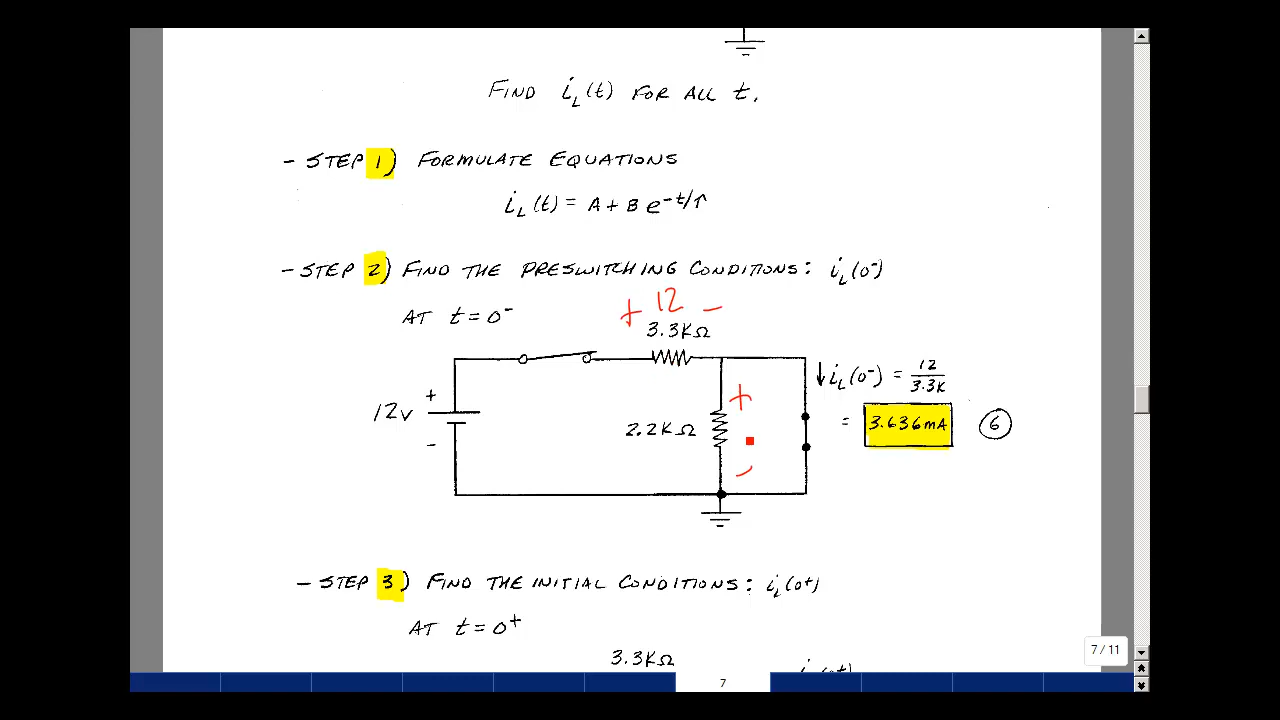 FIND iL(t) FOR ALL t.
- STEP 1) FORMULATE EQUATIONS
iL(t) = A + B e^-t/τ
- STEP 2) FIND THE PRESWITCHING CONDITIONS: iL(0-)
AT t = 0-
+ 12 -
3.3KΩ
12V
+
-
2.2KΩ
+
-
↓ iL(0-) = 12/3.3K
= 3.636mA
6
- STEP 3) FIND THE INITIAL CONDITIONS: iL(0+)
AT t = 0+
3.3KΩ
iL(0+)
7 / 11
7